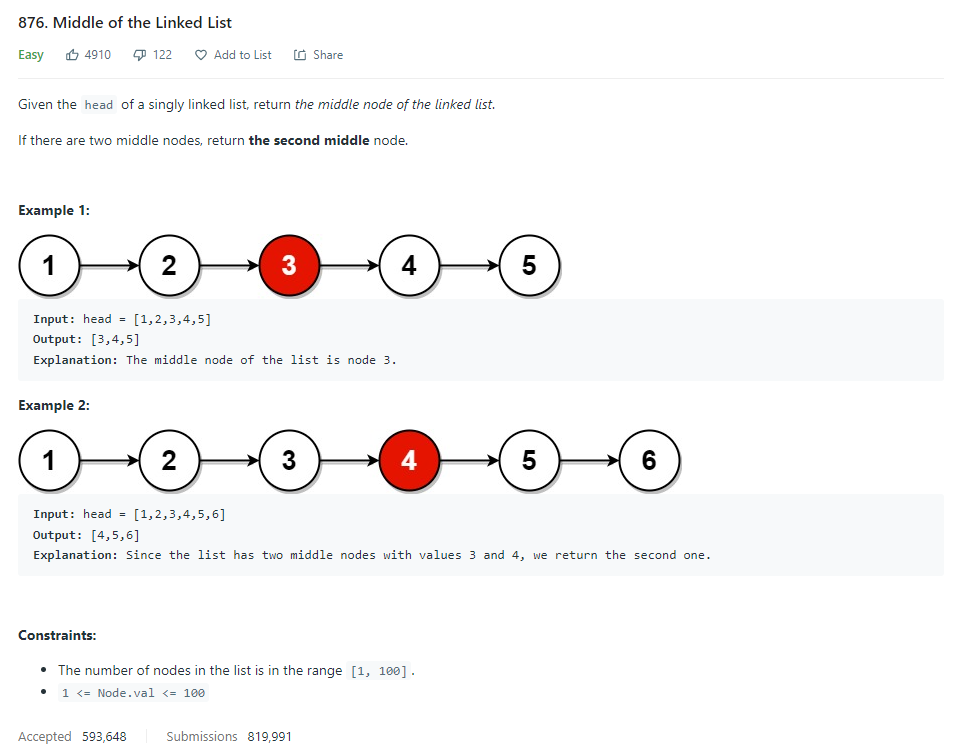 876. Middle of the Linked List
Easy 4910 122 Add to List Share
Given the head of a singly linked list, return the middle node of the linked list.
If there are two middle nodes, return the second middle node.
Example 1:
1 2 3 4 5
Input: head = [1,2,3,4,5]
Output: [3,4,5]
Explanation: The middle node of the list is node 3.
Example 2:
1 2 3 4 5 6
Input: head = [1,2,3,4,5,6]
Output: [4,5,6]
Explanation: Since the list has two middle nodes with values 3 and 4, we return the second one.
Constraints:
• The number of nodes in the list is in the range [1, 100].
• 1 <= Node.val <= 100
Accepted 593,648 Submissions 819,991